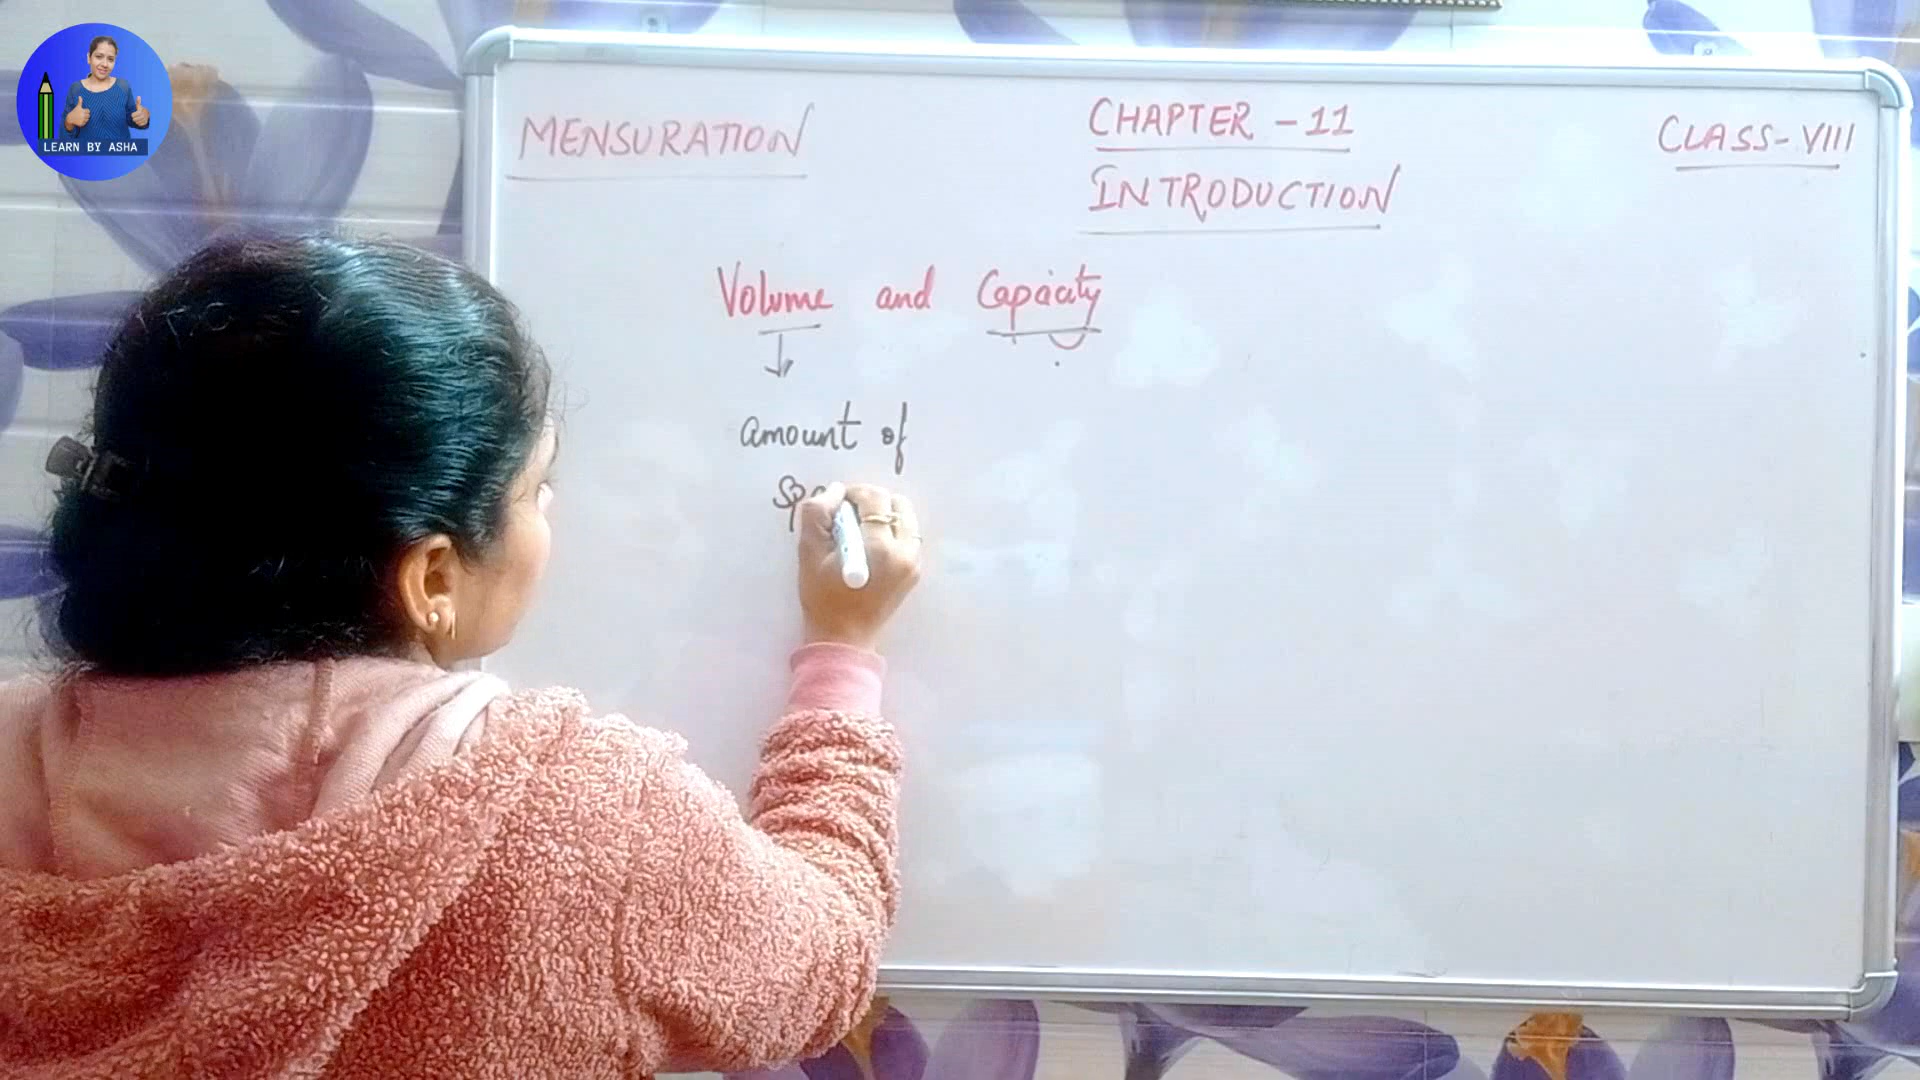 LEARN BY ASHA
MENSURATION
CHAPTER - 11
CLASS - VIII
INTRODUCTION
Volume and Capacity
amount of